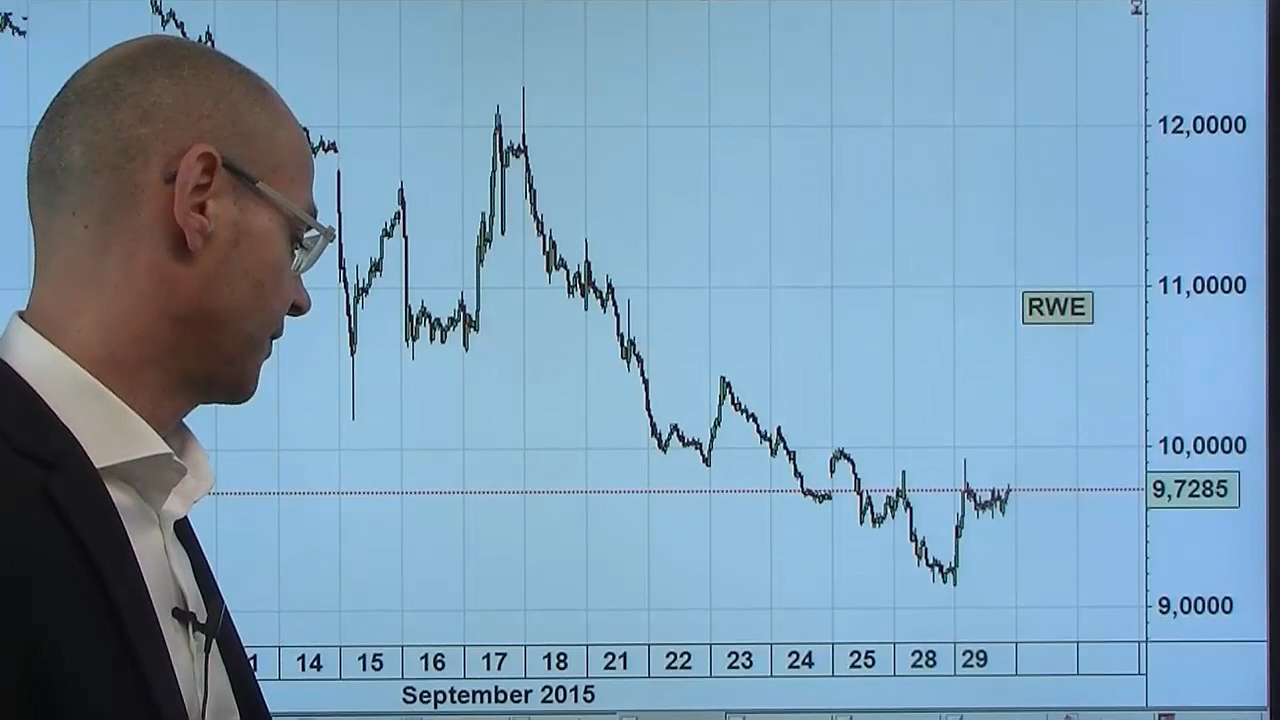 12,0000
11,0000
RWE
10,0000
9,7285
9,0000
1 14 15 16 17 18 21 22 23 24 25 28 29
September 2015